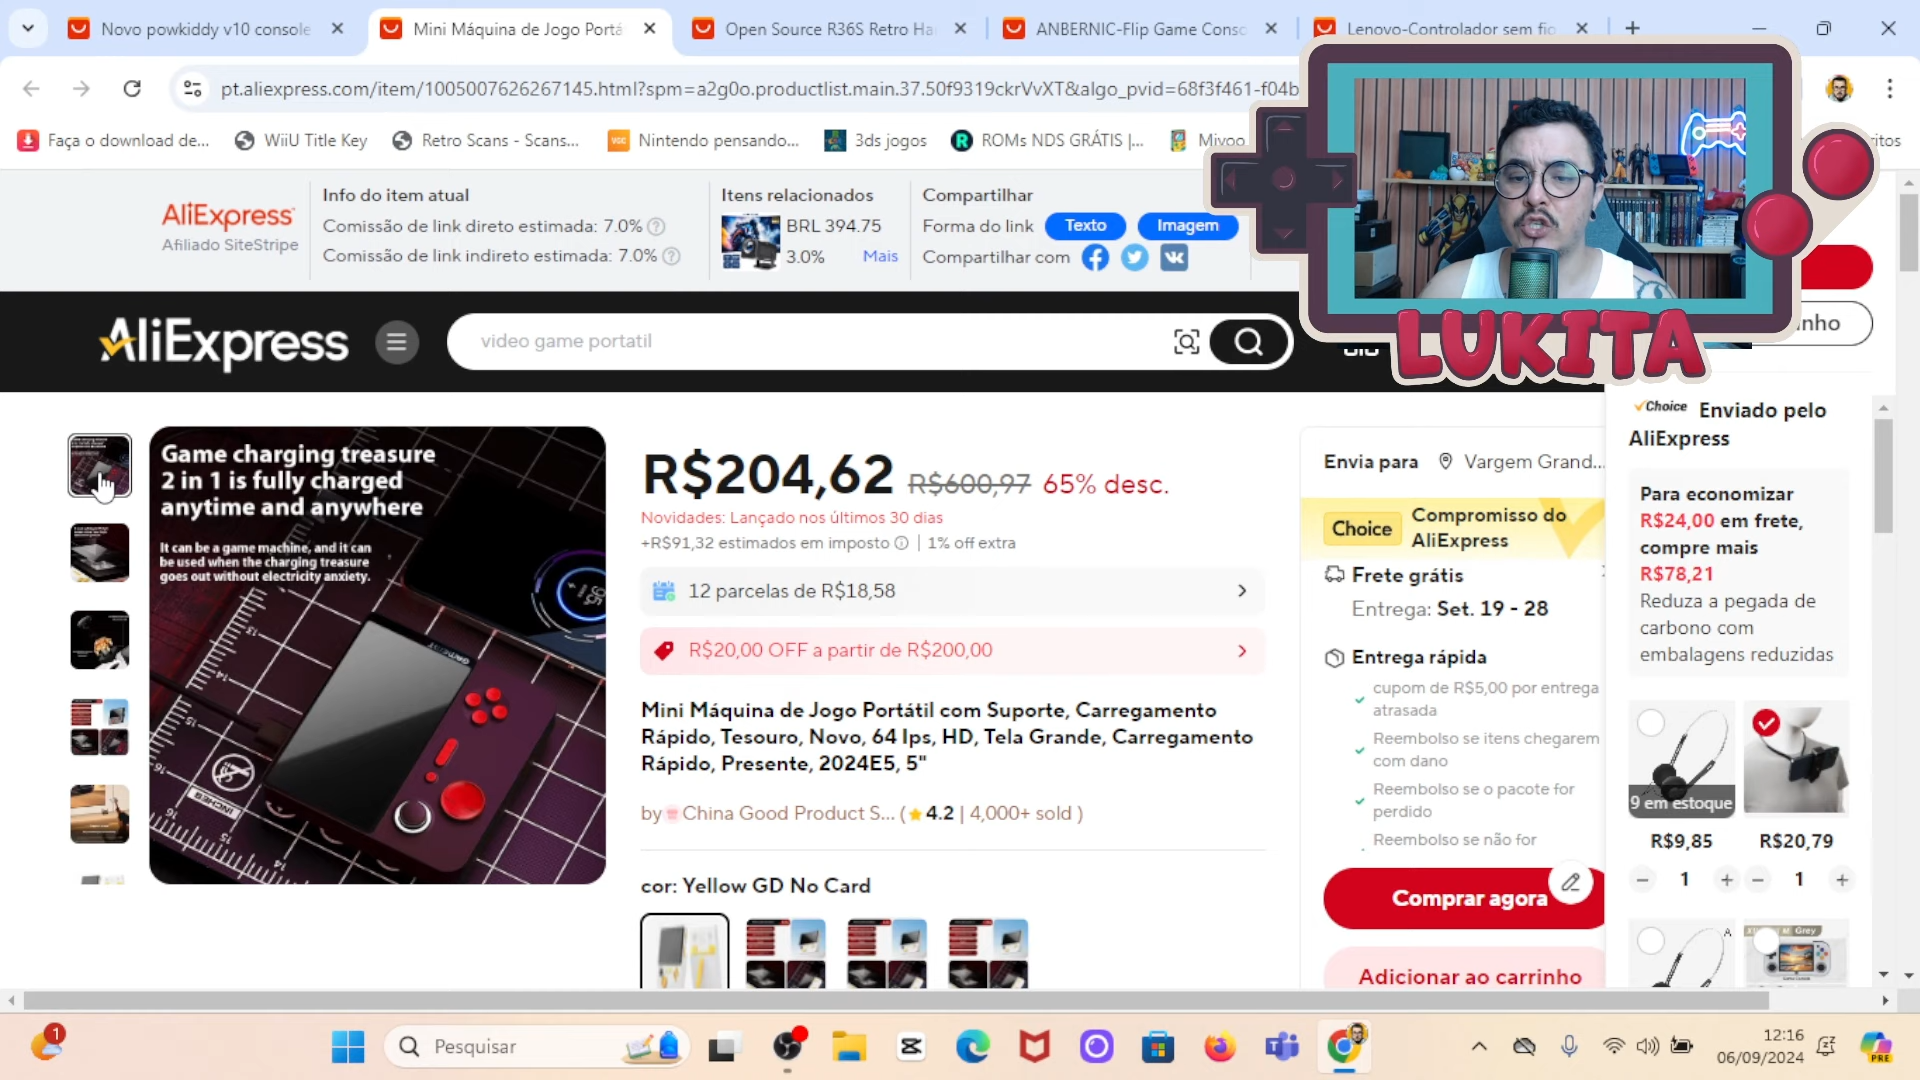 Novo powkiddy v10 console
Mini Máquina de Jogo Portá
Open Source R36S Retro Ha
ANBERNIC-Flip Game Conso
Lenovo-Controlador sem fio
pt.aliexpress.com/item/1005007626267145.html?spm=a2g0o.productlist.main.37.50f9319ckrVvXT&algo_pvid=68f3f461-f04b
Faça o download de...
WiiU Title Key
Retro Scans - Scans...
Nintendo pensando...
3ds jogos
ROMs NDS GRÁTIS |...
Miyoo
itos
AliExpress
Afiliado SiteStripe
Info do item atual
Comissão de link direto estimada: 7.0%
Comissão de link indireto estimada: 7.0%
Itens relacionados
BRL 394.75
3.0%
Mais
Compartilhar
Forma do link
Texto
Imagem
Compartilhar com
AliExpress
video game portatil
LUKITA
inho
Game charging treasure
2 in 1 is fully charged
anytime and anywhere
It can be a game machine, and it can
be used when the charging treasure
goes out without electricity anxiety.
INCHES
R$204,62 R$600,97 65% desc.
Novidades: Lançado nos últimos 30 dias
+R$91,32 estimados em imposto | 1% off extra
12 parcelas de R$18,58
R$20,00 OFF a partir de R$200,00
Mini Máquina de Jogo Portátil com Suporte, Carregamento
Rápido, Tesouro, Novo, 64 Ips, HD, Tela Grande, Carregamento
Rápido, Presente, 2024E5, 5"
by China Good Product S... ( 4.2 | 4,000+ sold )
cor: Yellow GD No Card
Envia para Vargem Grand...
Choice
Compromisso do
AliExpress
Frete grátis
Entrega: Set. 19 - 28
Entrega rápida
cupom de R$5,00 por entrega
atrasada
Reembolso se itens chegarem
com dano
Reembolso se o pacote for
perdido
Reembolso se não for
Comprar agora
Adicionar ao carrinho
Choice Enviado pelo
AliExpress
Para economizar
R$24,00 em frete,
compre mais
R$78,21
Reduza a pegada de
carbono com
embalagens reduzidas
9 em estoque
R$9,85
R$20,79
1
1
A
Grey
1
Pesquisar
12:16
06/09/2024
PRE